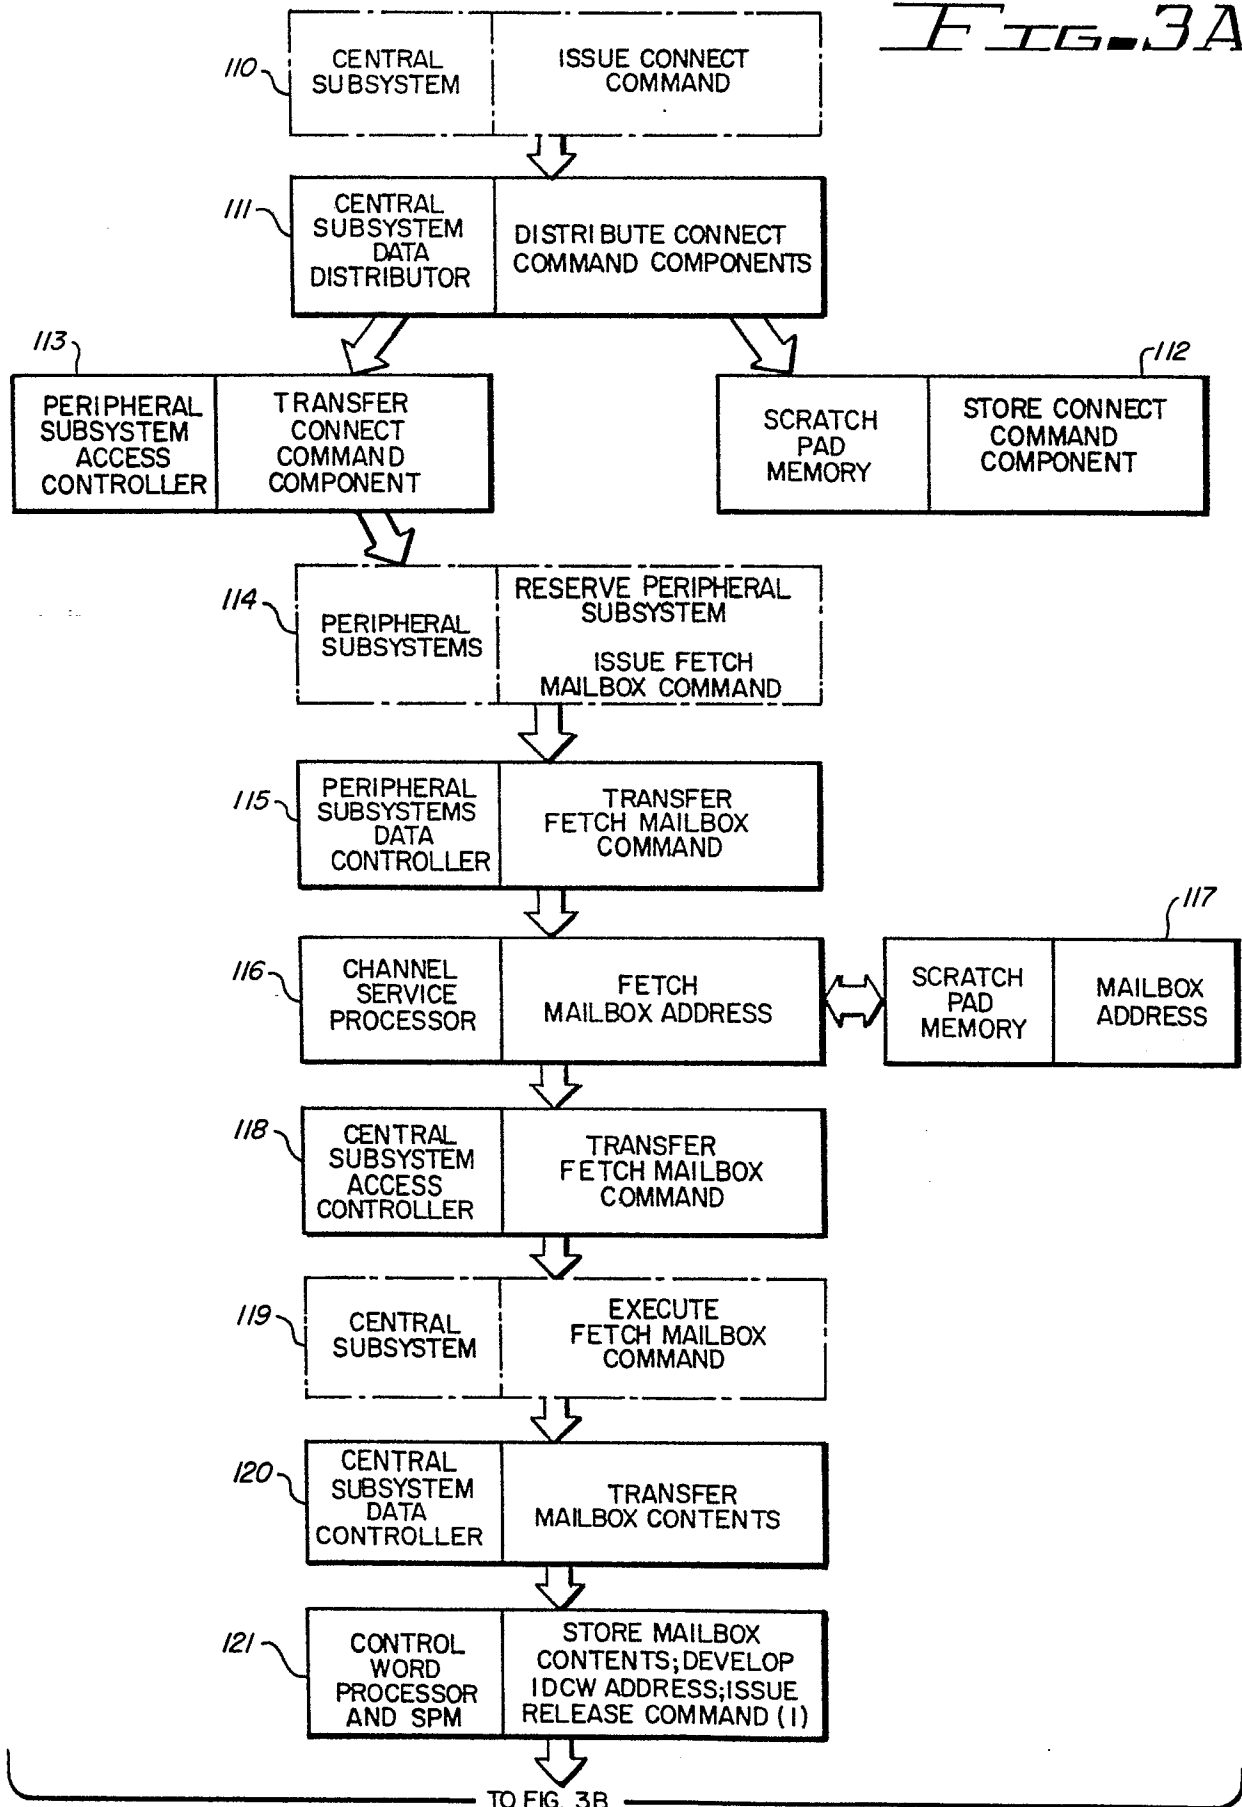 FIG. 3A
110
CENTRAL
SUBSYSTEM
ISSUE CONNECT
COMMAND
111
CENTRAL
SUBSYSTEM
DATA
DISTRIBUTOR
DISTRIBUTE CONNECT
COMMAND COMPONENTS
113
PERIPHERAL
SUBSYSTEM
ACCESS
CONTROLLER
TRANSFER
CONNECT
COMMAND
COMPONENT
112
SCRATCH
PAD
MEMORY
STORE CONNECT
COMMAND
COMPONENT
114
PERIPHERAL
SUBSYSTEMS
RESERVE PERIPHERAL
SUBSYSTEM
ISSUE FETCH
MAILBOX COMMAND
115
PERIPHERAL
SUBSYSTEMS
DATA
CONTROLLER
TRANSFER
FETCH MAILBOX
COMMAND
116
CHANNEL
SERVICE
PROCESSOR
FETCH
MAILBOX ADDRESS
117
SCRATCH
PAD
MEMORY
MAILBOX
ADDRESS
118
CENTRAL
SUBSYSTEM
ACCESS
CONTROLLER
TRANSFER
FETCH MAILBOX
COMMAND
119
CENTRAL
SUBSYSTEM
EXECUTE
FETCH MAILBOX
COMMAND
120
CENTRAL
SUBSYSTEM
DATA
CONTROLLER
TRANSFER
MAILBOX CONTENTS
121
CONTROL
WORD
PROCESSOR
AND SPM
STORE MAILBOX
CONTENTS;DEVELOP
IDCW ADDRESS;ISSUE
RELEASE COMMAND (1)
TO FIG. 3B